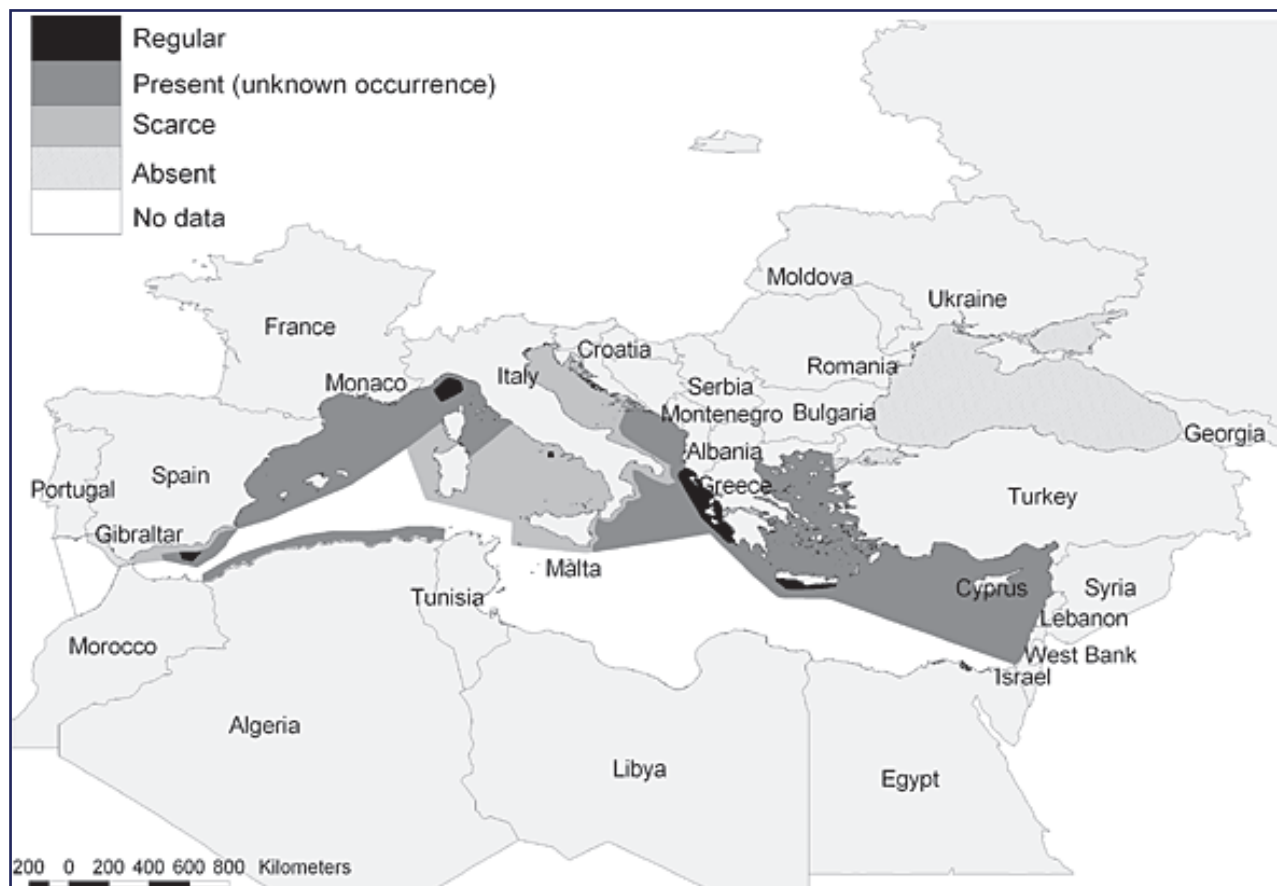 Regular
Present (unknown occurrence)
Scarce
Absent
No data
Moldova
Ukraine
France
Croatia
Romania
Monaco
Italy
Serbia
Montenegro
Bulgaria
Georgia
Albania
Spain
Portugal
Greece
Turkey
Gibraltar
Màlta
Cyprus
Syria
Tunisia
Lebanon
Morocco
West Bank
Israel
Algeria
Libya
Egypt
200 0 200 400 600 800 Kilometers